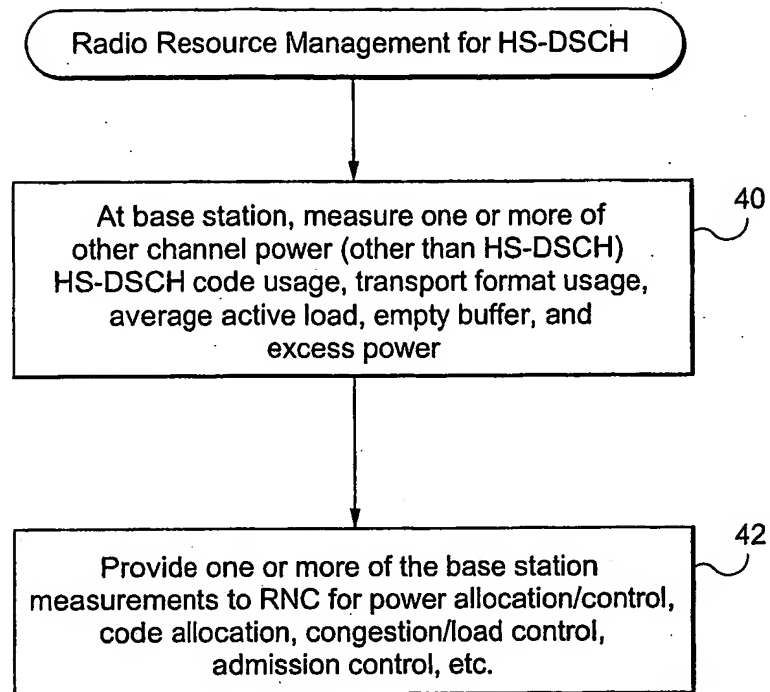 Radio Resource Management for HS-DSCH
40
At base station, measure one or more of
other channel power (other than HS-DSCH)
HS-DSCH code usage, transport format usage,
average active load, empty buffer, and
excess power
42
Provide one or more of the base station
measurements to RNC for power allocation/control,
code allocation, congestion/load control,
admission control, etc.